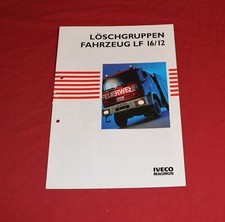 LÖSCHGRUPPEN
FAHRZEUG LF 16/12
FEUERWEHR
IVECO
MAGIRUS